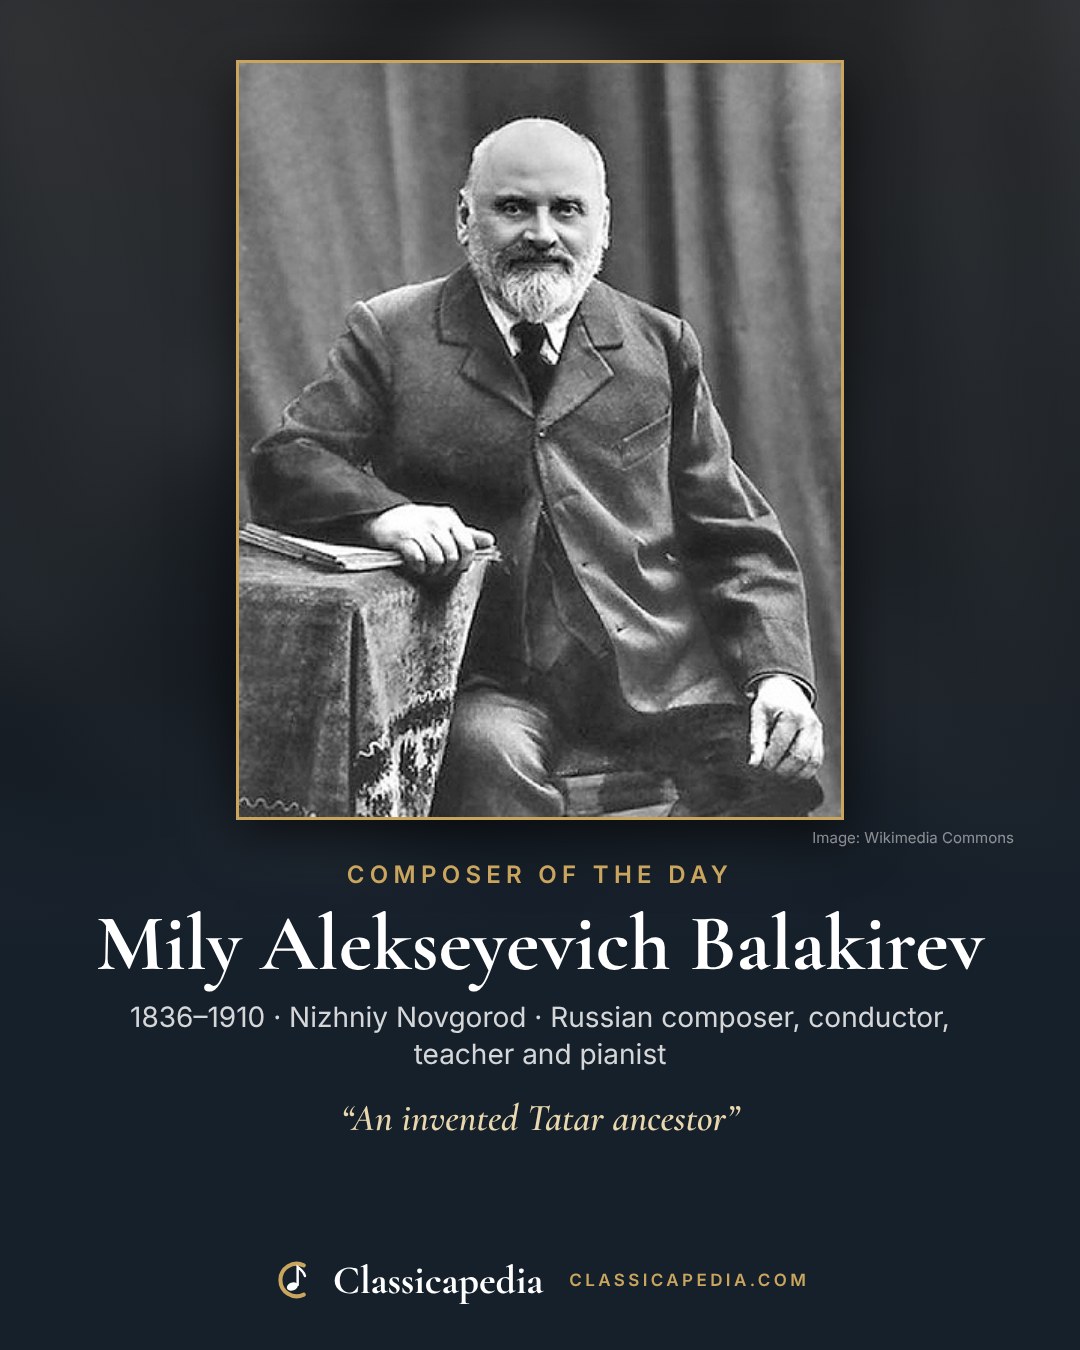 Image: Wikimedia Commons
COMPOSER OF THE DAY
Mily Alekseyevich Balakirev
1836–1910 · Nizhniy Novgorod · Russian composer, conductor,
teacher and pianist
“An invented Tatar ancestor”
Classicapedia CLASSICAPEDIA.COM